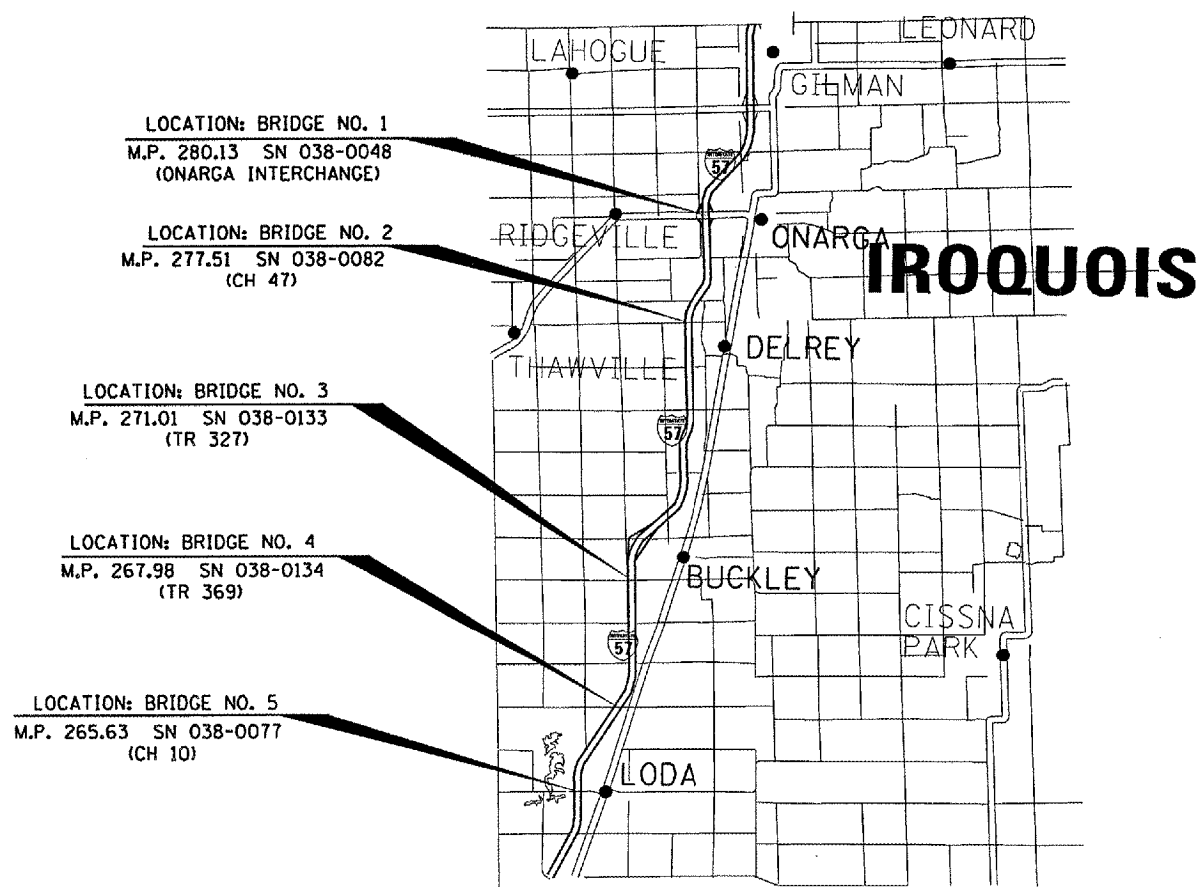 LEONARD
LAHOGUE
GILMAN
LOCATION: BRIDGE NO. 1
M.P. 280.13 SN 038-0048
(ONARGA INTERCHANGE)
57
RIDGEVILLE
ONARGA
LOCATION: BRIDGE NO. 2
M.P. 277.51 SN 038-0082
(CH 47)
IROQUOIS
DELREY
THAWVILLE
LOCATION: BRIDGE NO. 3
M.P. 271.01 SN 038-0133
(TR 327)
57
LOCATION: BRIDGE NO. 4
M.P. 267.98 SN 038-0134
(TR 369)
BUCKLEY
CISSNA
PARK
57
LOCATION: BRIDGE NO. 5
M.P. 265.63 SN 038-0077
(CH 10)
LODA